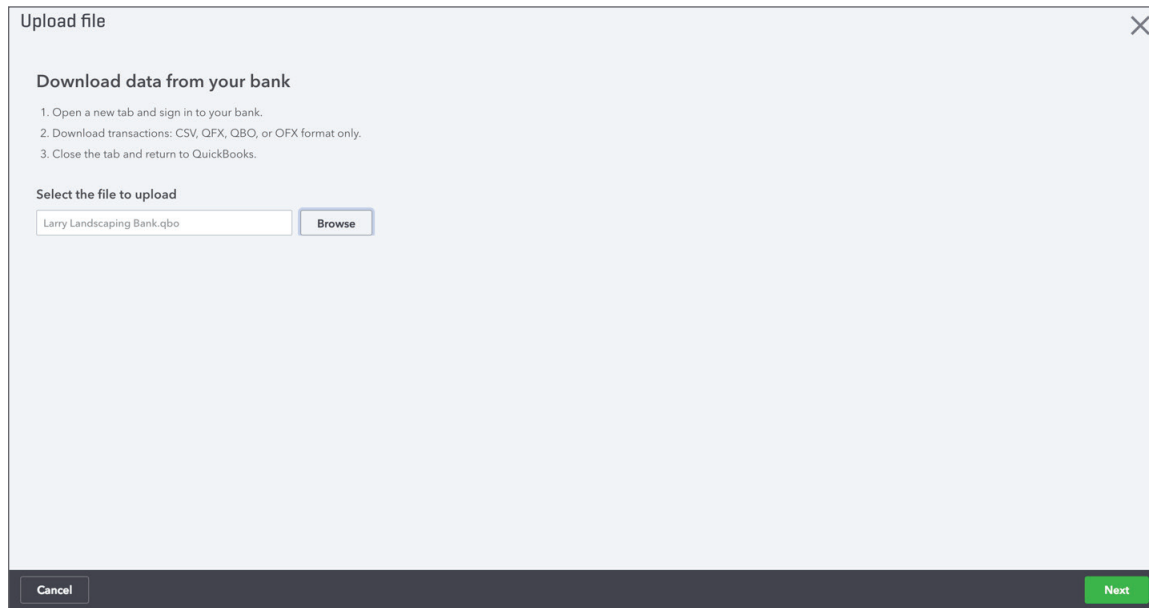 Upload file
Download data from your bank
1. Open a new tab and sign in to your bank.
2. Download transactions: CSV, QFX, QBO, or OFX format only.
3. Close the tab and return to QuickBooks.
Select the file to upload
Larry Landscaping Bank.qbo
Browse
Cancel
Next